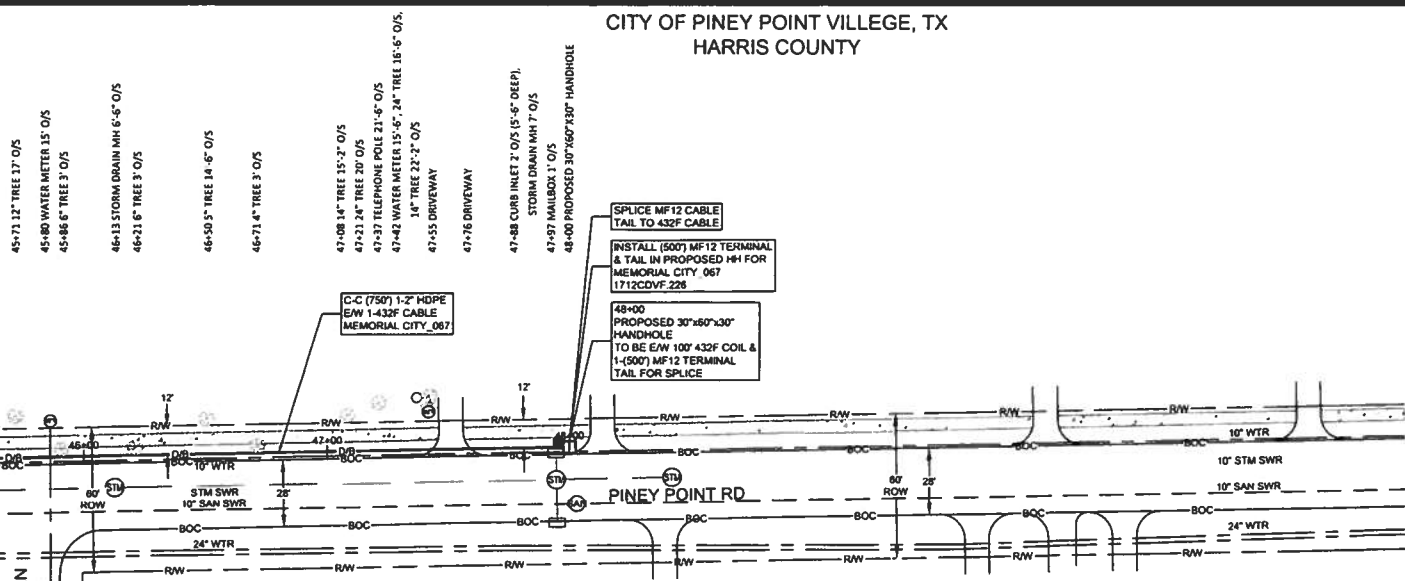 CITY OF PINEY POINT VILLEGE, TX
HARRIS COUNTY
45+71 12" TREE 17' O/S
45+80 WATER METER 15' O/S
45+86 6" TREE 3' O/S
46+13 STORM DRAIN MH 6'-6" O/S
46+21 6" TREE 3' O/S
46+50 5" TREE 14'-6" O/S
46+71 4" TREE 3' O/S
47+08 14" TREE 15'-2" O/S
47+21 24" TREE 20' O/S
47+37 TELEPHONE POLE 21'-6" O/S
47+42 WATER METER 15'-6", 24" TREE 16'-6" O/S,
14" TREE 22'-2" O/S
47+55 DRIVEWAY
47+76 DRIVEWAY
47+88 CURB INLET 2' O/S (5'-6" DEEP),
STORM DRAIN MH 7' O/S
47+97 MAILBOX 1' O/S
48+00 PROPOSED 30"X60"X30" HANDHOLE
SPLICE MF12 CABLE
TAIL TO 432F CABLE
INSTALL (500') MF12 TERMINAL
& TAIL IN PROPOSED HH FOR
MEMORIAL CITY_067
1712CDVF.226
C-C (750') 1-2" HDPE
E/W 1-432F CABLE
MEMORIAL CITY_067
48+00
PROPOSED 30"x60"x30"
HANDHOLE
TO BE E/W 100' 432F COIL &
1-(500') MF12 TERMINAL
TAIL FOR SPLICE
12'
12'
R/W
R/W
R/W
R/W
R/W
R/W
R/W
46+00
47+00
D/B
D/B
D/B
BOC
BOC
BOC
BOC
BOC
BOC
BOC
BOC
10" WTR
10" WTR
10" STM SWR
STM
STM
STM
STM SWR
10" SAN SWR
10" SAN SWR
60'
ROW
28'
60'
ROW
28'
SAN
PINEY POINT RD
BOC
BOC
BOC
BOC
BOC
BOC
24" WTR
24" WTR
R/W
R/W
R/W
R/W
R/W
R/W
R/W
N